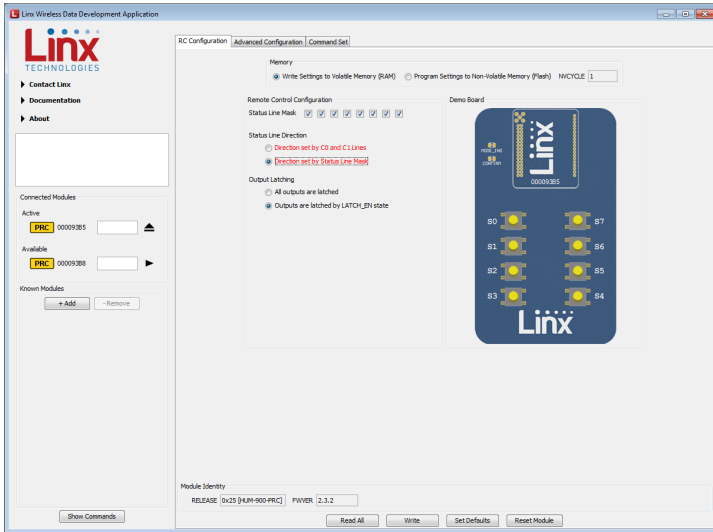 Linx Wireless Data Development Application
Linx
TECHNOLOGIES
Contact Linx
Documentation
About
Connected Modules
Active
PRC 000093B5
Available
PRC 000093B8
Known Modules
+ Add - Remove
Show Commands
RC Configuration Advanced Configuration Command Set
Memory
Write Settings to Volatile Memory (RAM) Program Settings to Non-Volatile Memory (Flash) NVCYCLE 1
Remote Control Configuration
Status Line Mask
Status Line Direction
Direction set by C0 and C1 Lines
Direction set by Status Line Mask
Output Latching
All outputs are latched
Outputs are latched by LATCH_EN state
Demo Board
Linx
MODE_IND
CONFIRM
000093B5
S0 S7
S1 S6
S2 S5
S3 S4
Linx
Module Identity
RELEASE 0x25 [HUM-900-PRC] FWVER 2.3.2
Read All Write Set Defaults Reset Module